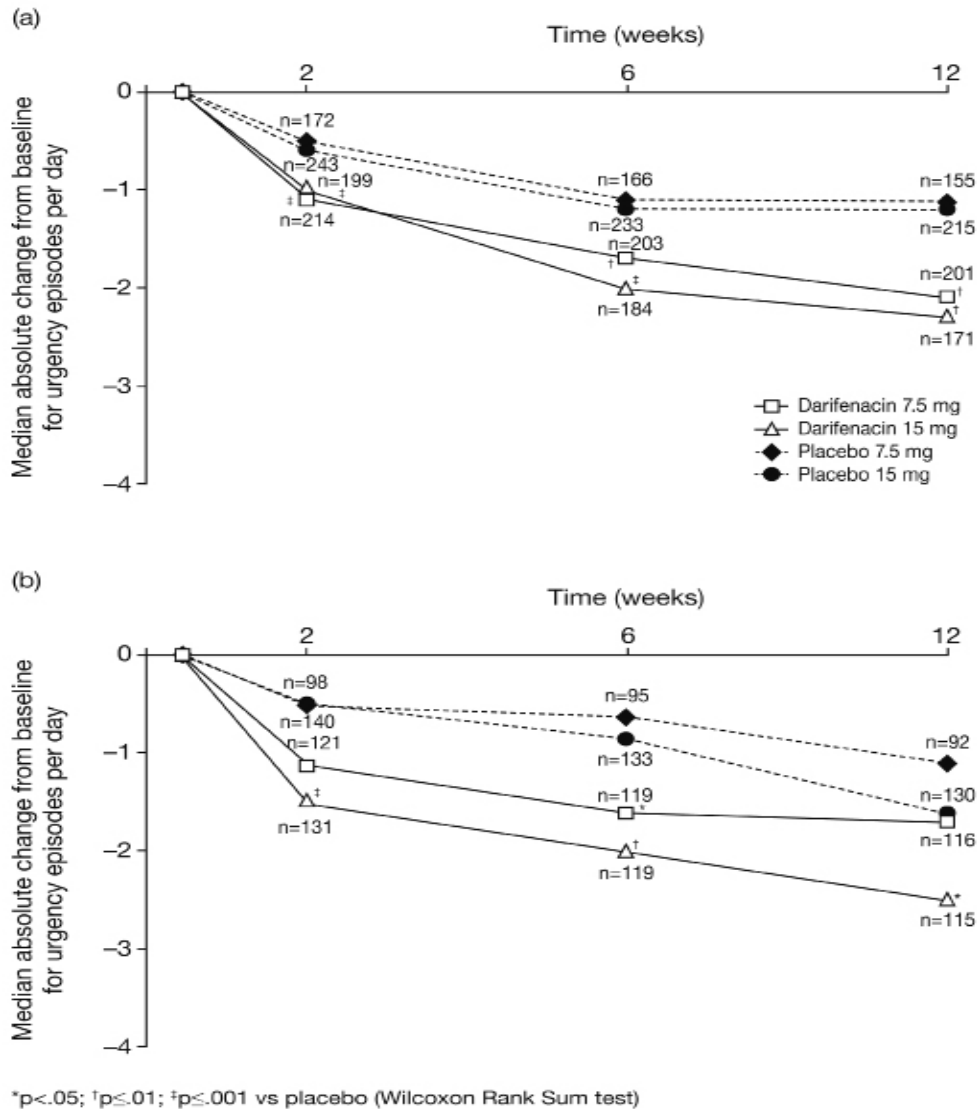 (a)
Time (weeks)
2 6 12
Median absolute change from baseline
for urgency episodes per day
0
−1
−2
−3
−4
n=172
n=243
n=199
‡
‡
n=214
n=166
n=233
n=203
†
‡
n=184
n=155
n=215
n=201
†
†
n=171
Darifenacin 7.5 mg
Darifenacin 15 mg
Placebo 7.5 mg
Placebo 15 mg
(b)
Time (weeks)
2 6 12
Median absolute change from baseline
for urgency episodes per day
0
−1
−2
−3
−4
n=98
n=140
n=121
‡
n=131
n=95
n=133
n=119
*
†
n=119
n=92
n=130
n=116
*
n=115
*p<.05; †p≤.01; ‡p≤.001 vs placebo (Wilcoxon Rank Sum test)